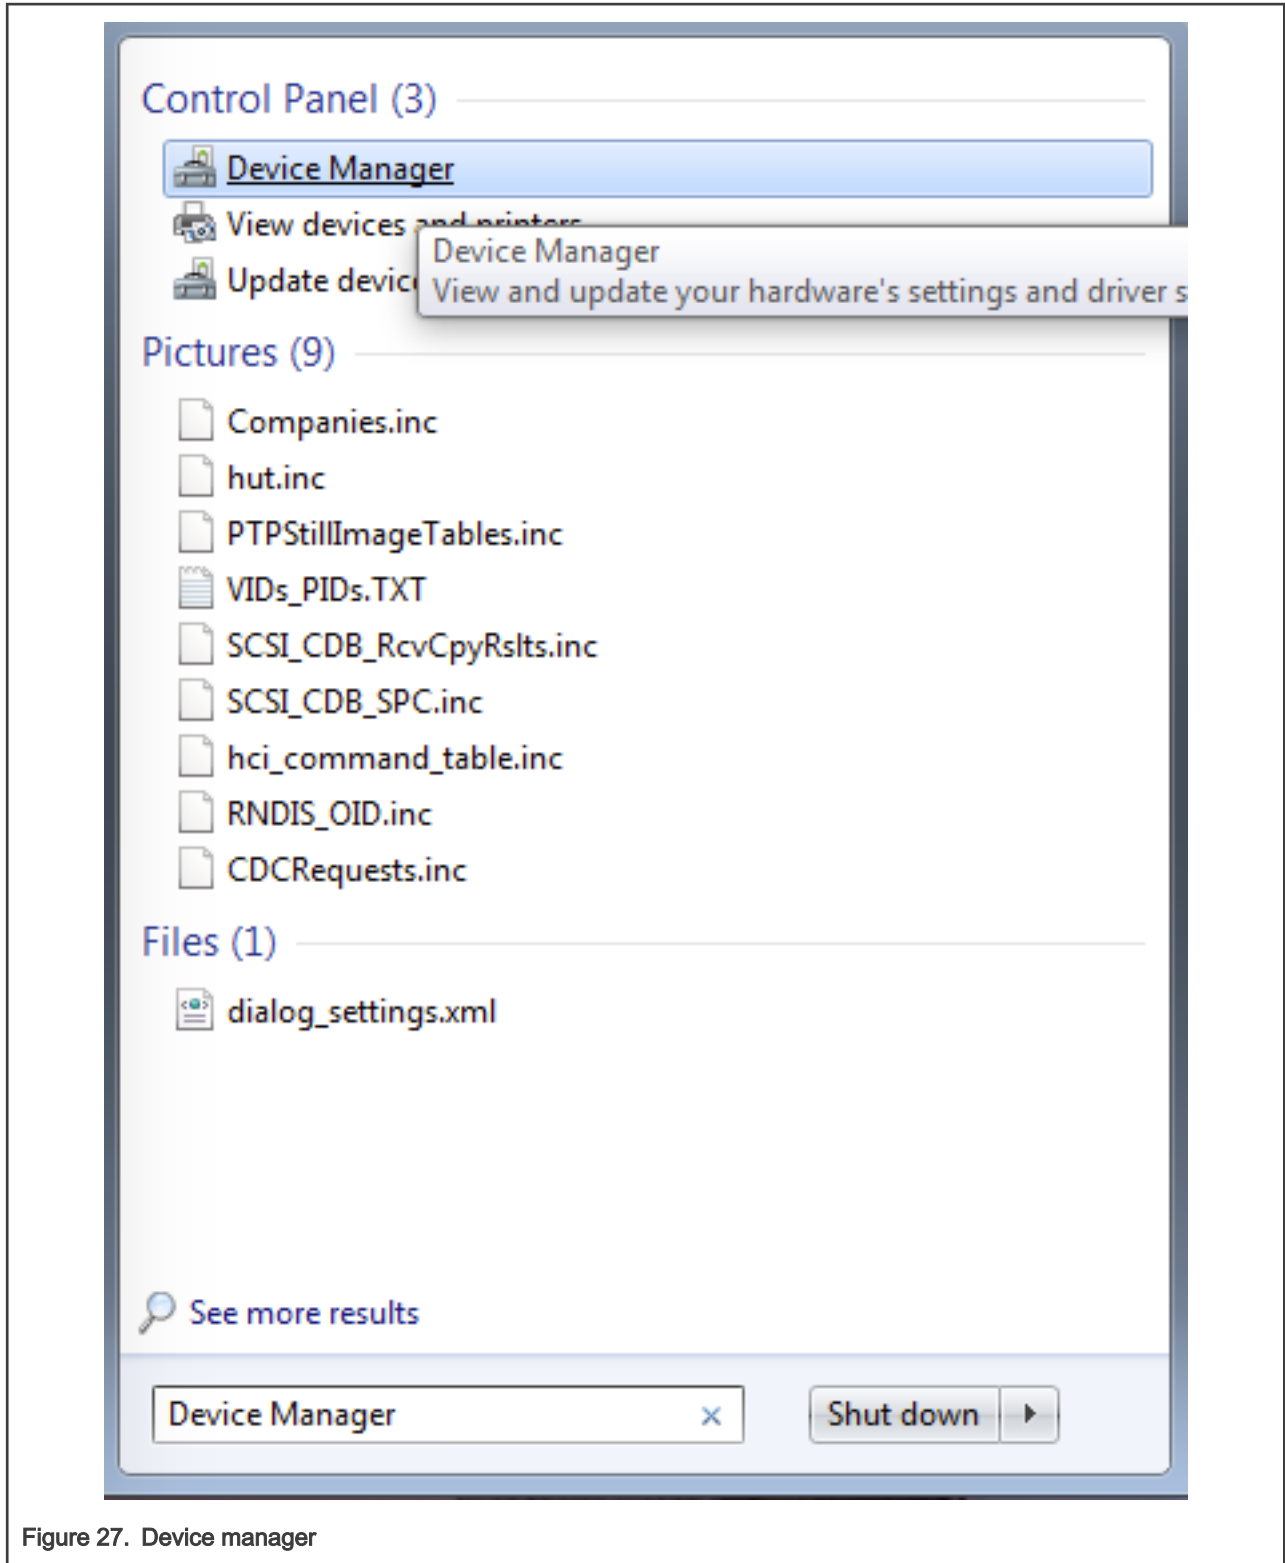 Control Panel (3)
Device Manager
View devices and printers
Device Manager
Update devic
View and update your hardware's settings and driver s
Pictures (9)
Companies.inc
hut.inc
PTPStillImageTables.inc
VIDs_PIDs.TXT
SCSI_CDB_RcvCpyRslts.inc
SCSI_CDB_SPC.inc
hci_command_table.inc
RNDIS_OID.inc
CDCRequests.inc
Files (1)
dialog_settings.xml
See more results
Device Manager
Shut down
Figure 27. Device manager